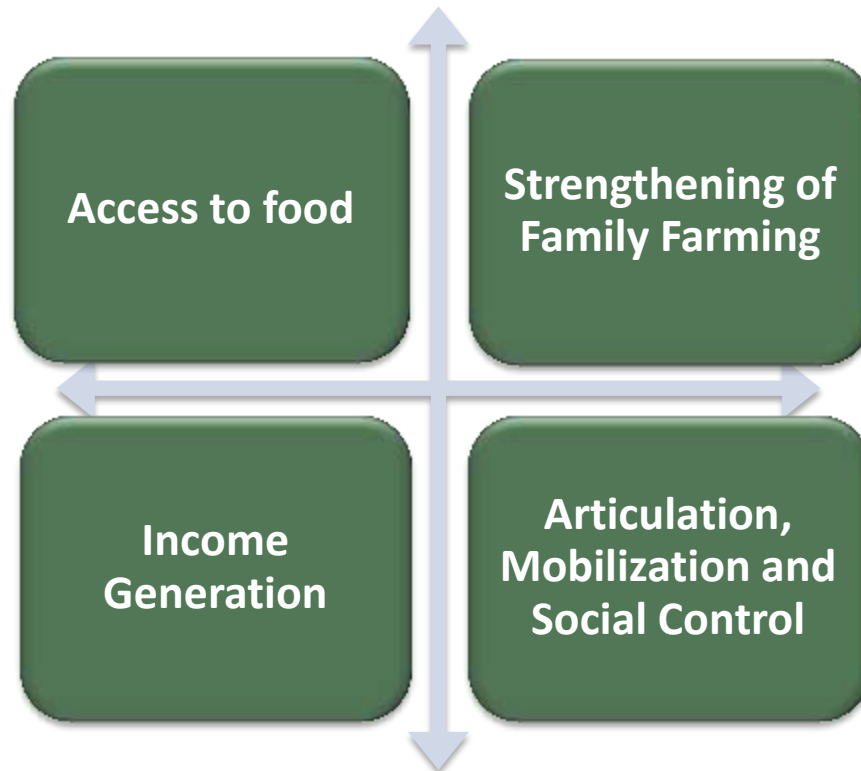 Access to food
Strengthening of
Family Farming
Income
Generation
Articulation,
Mobilization and
Social Control